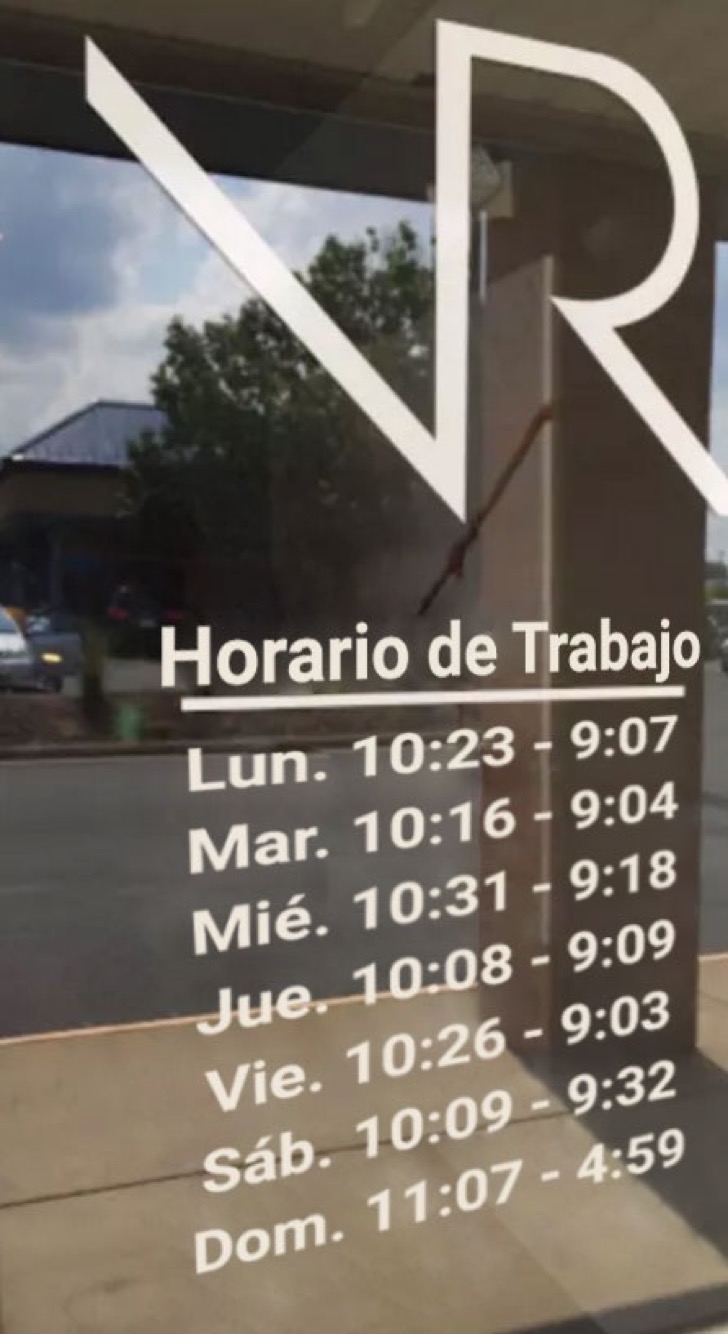 VR
Horario de Trabajo
Lun. 10:23 - 9:07
Mar. 10:16 - 9:04
Mié. 10:31 - 9:18
Jue. 10:08 - 9:09
Vie. 10:26 - 9:03
Sáb. 10:09 - 9:32
Dom. 11:07 - 4:59